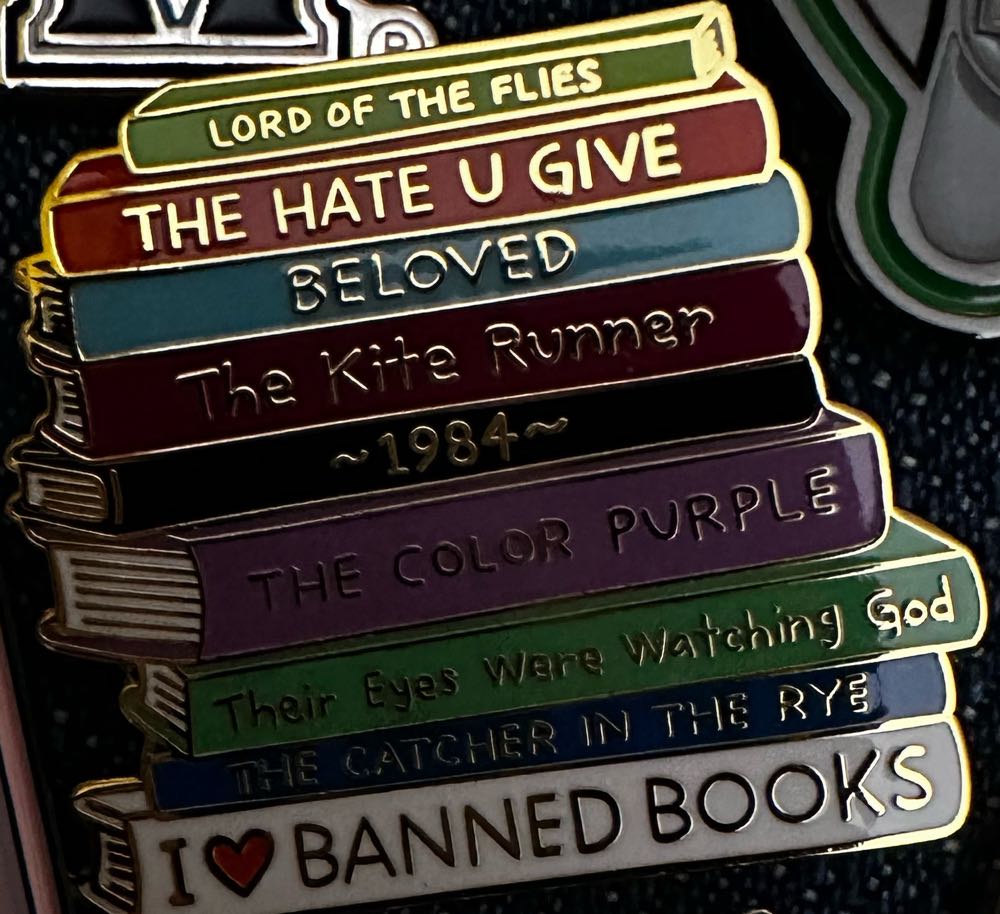 ®
LORD OF THE FLIES
THE HATE U GIVE
BELOVED
The Kite Runner
~1984~
THE COLOR PURPLE
Their Eyes Were Watching God
THE CATCHER IN THE RYE
I ♥ BANNED BOOKS